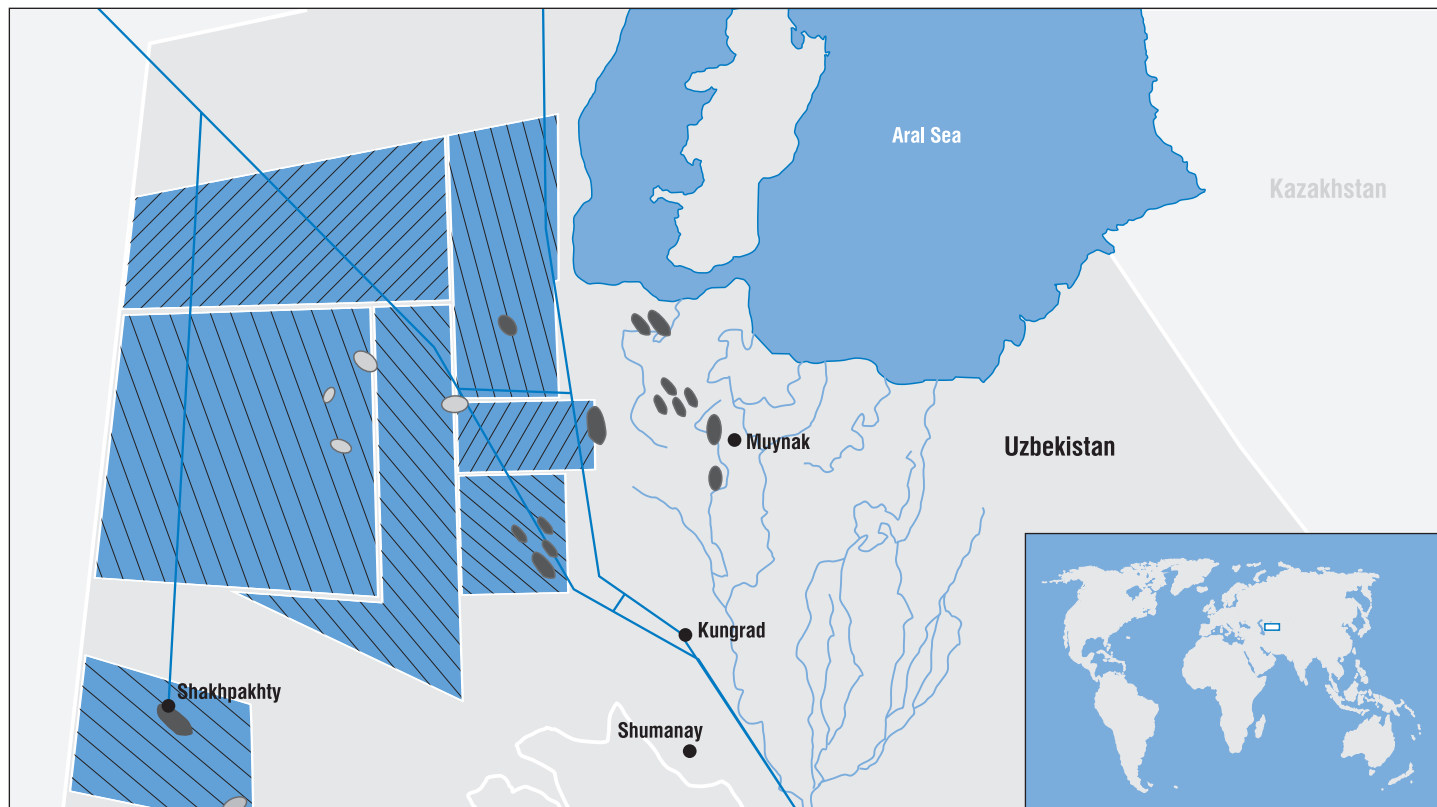 Aral Sea
Kazakhstan
Muynak
Uzbekistan
Kungrad
Shakhpakhty
Shumanay